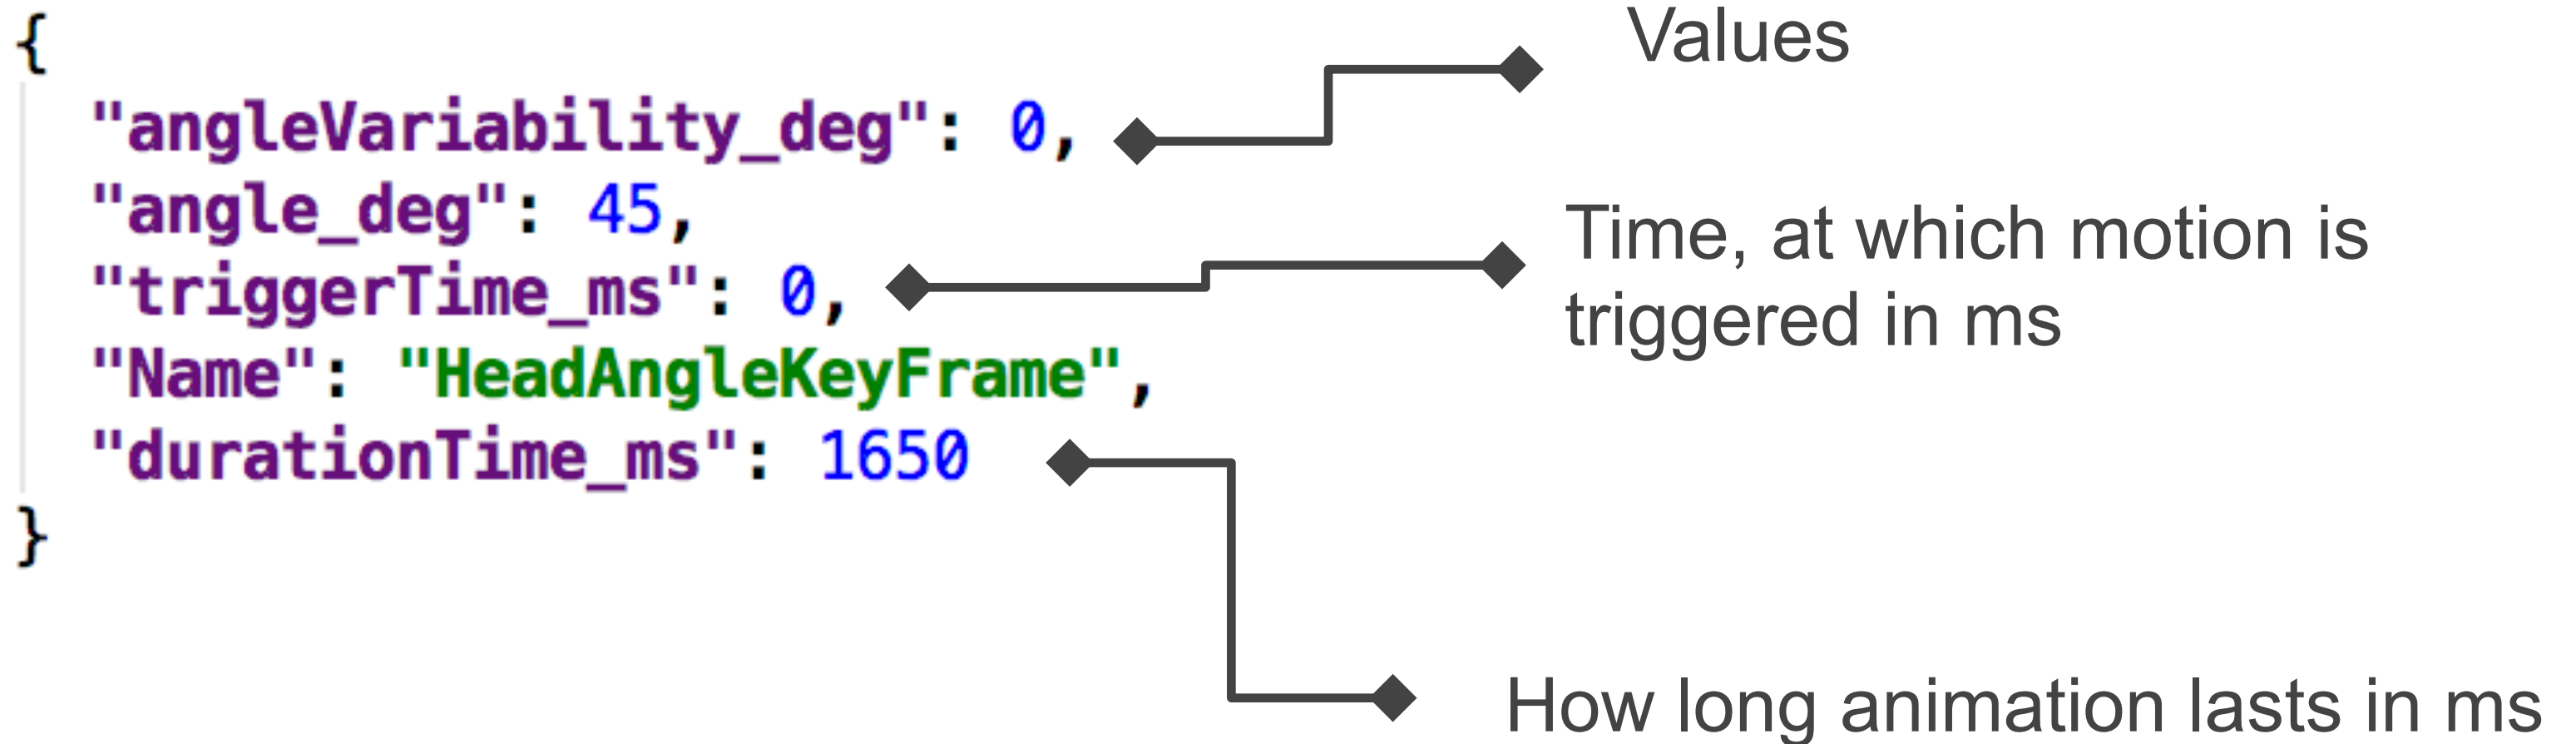 {
"angleVariability_deg": 0,
"angle_deg": 45,
"triggerTime_ms": 0,
"Name": "HeadAngleKeyFrame",
"durationTime_ms": 1650
}
Values
Time, at which motion is
triggered in ms
How long animation lasts in ms